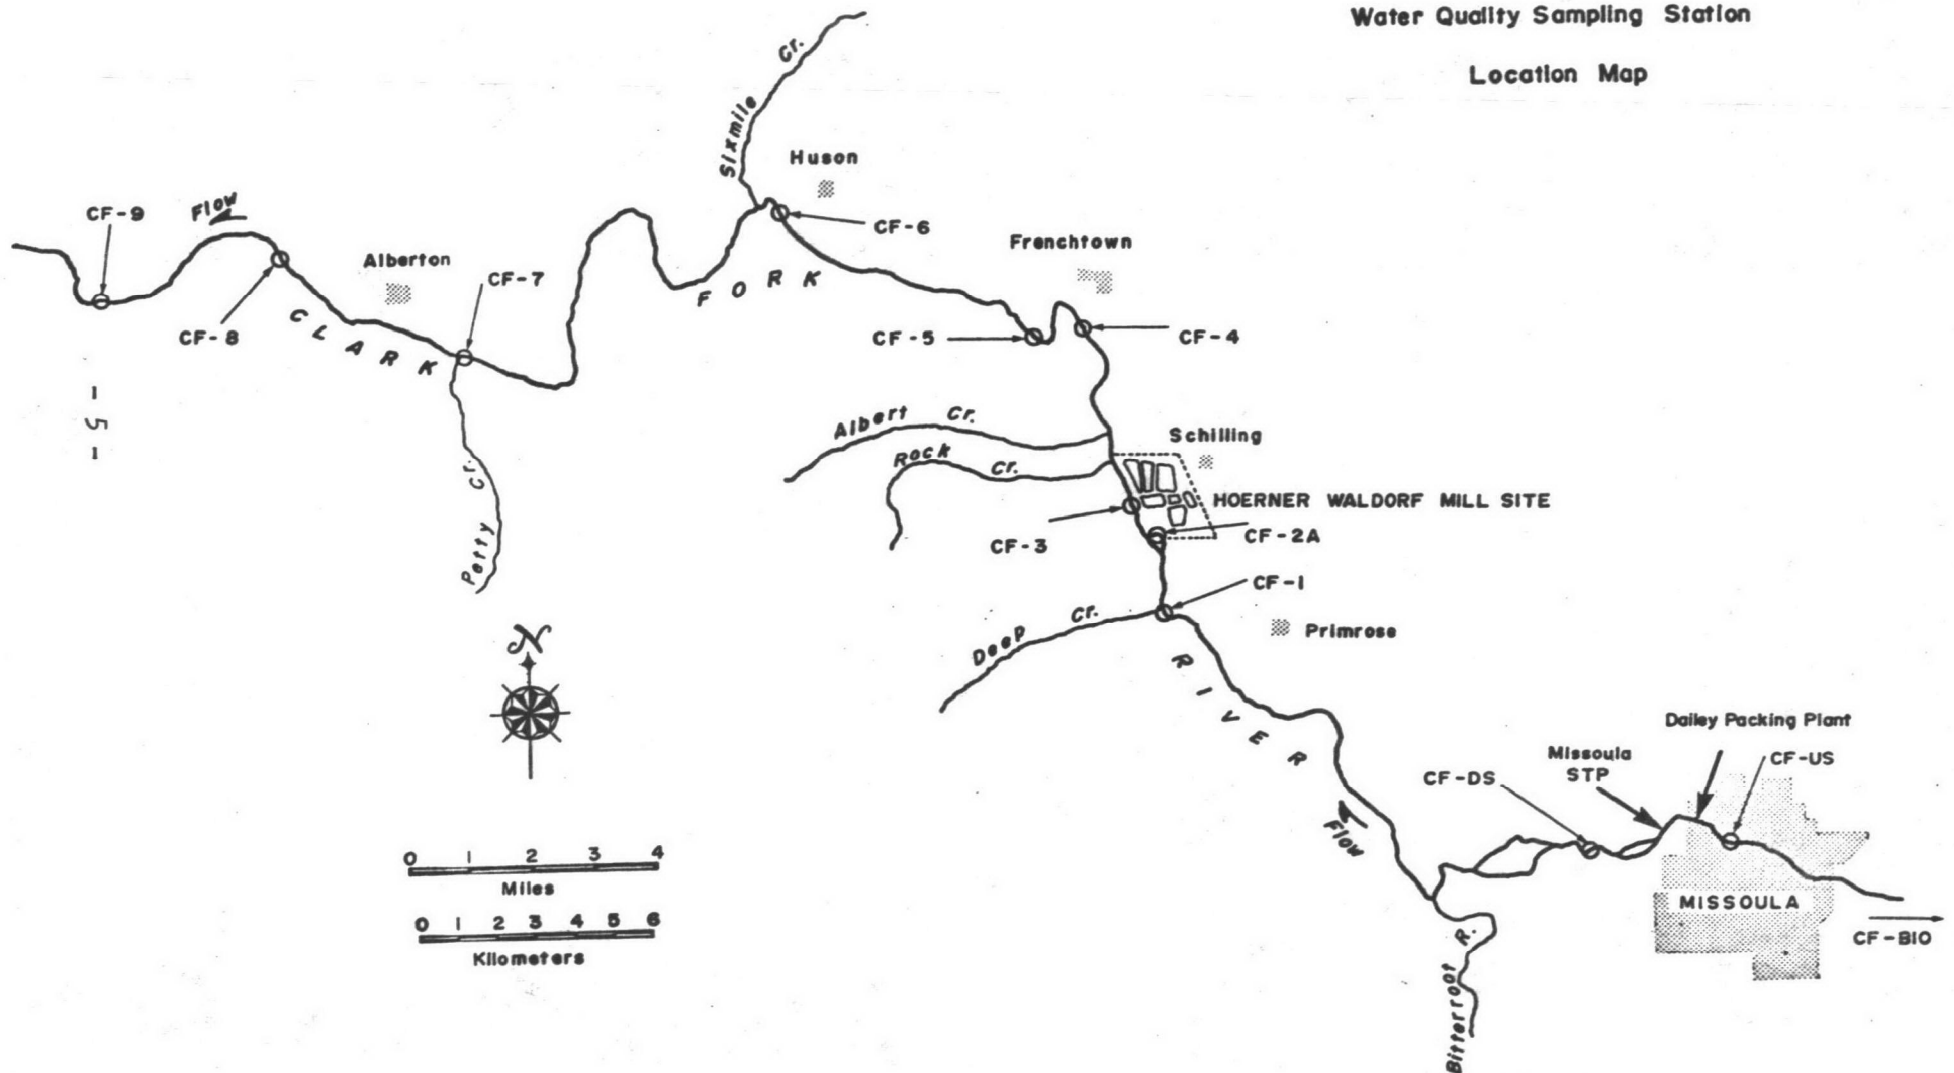 Water Quality Sampling Station
Location Map
Sixmile Cr.
Huson
CF-9
Flow
CF-6
Frenchtown
Alberton
CF-7
CF-8
CLARK
FORK
CF-5
CF-4
- 5 -
Albert Cr.
Schilling
Rock Cr.
HOERNER WALDORF MILL SITE
CF-3
CF-2A
Petty Cr.
CF-1
Deep Cr.
Primrose
N
RIVER
Dailey Packing Plant
Missoula
STP
CF-US
CF-DS
Flow
0 1 2 3 4
Miles
0 1 2 3 4 5 6
Kilometers
MISSOULA
CF-BIO
Bitterroot R.